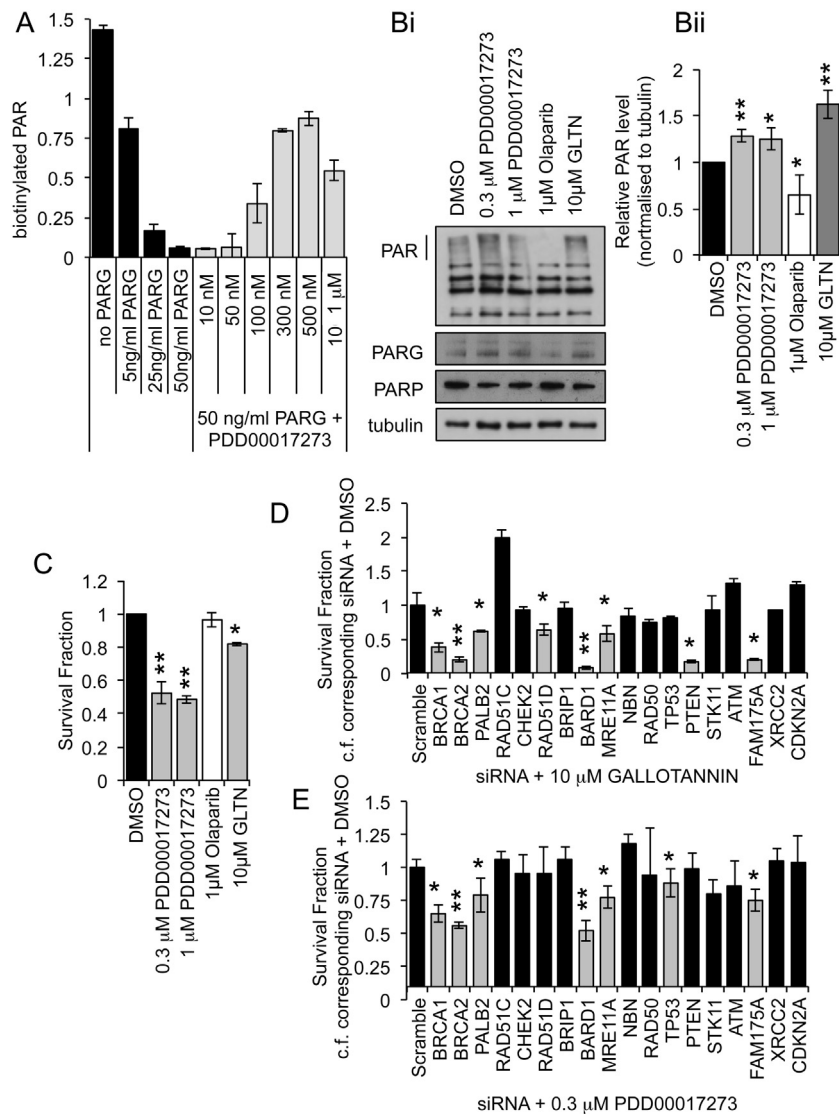 A
biotinylated PAR
1.5
1.25
1
0.75
0.5
0.25
0
no PARG
5ng/ml PARG
25ng/ml PARG
50ng/ml PARG
10 nM
50 nM
100 nM
300 nM
500 nM
10 1 μM
50 ng/ml PARG +
PDD00017273
Bi
DMSO
0.3 μM PDD00017273
1 μM PDD00017273
1μM Olaparib
10μM GLTN
PAR
PARG
PARP
tubulin
Bii
Relative PAR level
(nortmalised to tubulin)
2
1.5
1
0.5
0
**
*
*
**
DMSO
0.3 μM PDD00017273
1 μM PDD00017273
1μM Olaparib
10μM GLTN
C
Survival Fraction
1.2
1
0.8
0.6
0.4
0.2
0
**
**
*
DMSO
0.3 μM PDD00017273
1 μM PDD00017273
1μM Olaparib
10μM GLTN
D
Survival Fraction
c.f. corresponding siRNA + DMSO
2.5
2
1.5
1
0.5
0
*
**
*
*
**
*
*
*
Scramble
BRCA1
BRCA2
PALB2
RAD51C
CHEK2
RAD51D
BRIP1
BARD1
MRE11A
NBN
RAD50
TP53
PTEN
STK11
ATM
FAM175A
XRCC2
CDKN2A
siRNA + 10 μM GALLOTANNIN
E
Survival Fraction
c.f. corresponding siRNA + DMSO
1.5
1.25
1
0.75
0.5
0.25
0
*
**
*
**
*
*
*
Scramble
BRCA1
BRCA2
PALB2
RAD51C
CHEK2
RAD51D
BRIP1
BARD1
MRE11A
NBN
RAD50
TP53
PTEN
STK11
ATM
FAM175A
XRCC2
CDKN2A
siRNA + 0.3 μM PDD00017273